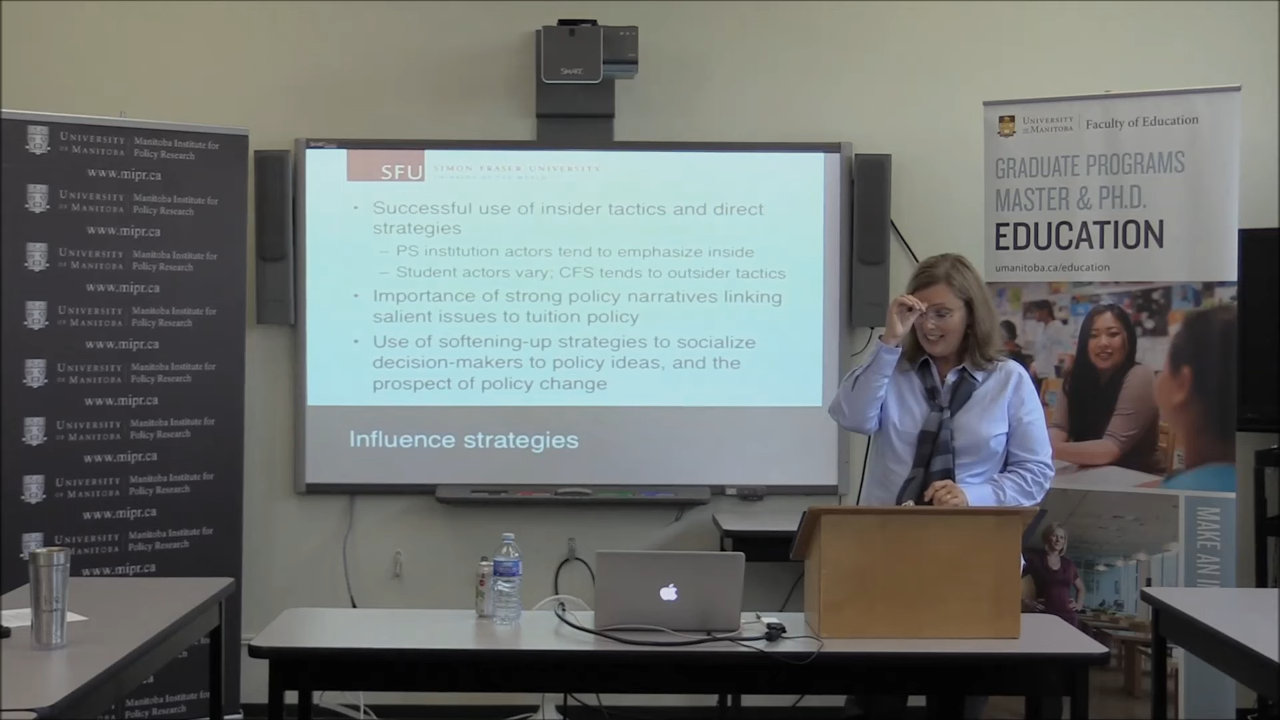 SMART
UNIVERSITY
OF MANITOBA
Manitoba Institute for
Policy Research
www.mipr.ca
UNIVERSITY
OF MANITOBA
Manitoba Institute for
Policy Research
www.mipr.ca
UNIVERSITY
OF MANITOBA
Manitoba Institute for
Policy Research
www.mipr.ca
UNIVERSITY
OF MANITOBA
Manitoba Institute for
Policy Research
www.mipr.ca
UNIVERSITY
OF MANITOBA
Manitoba Institute for
Policy Research
www.mipr.ca
UNIVERSITY
OF MANITOBA
Manitoba Institute for
Policy Research
www.mipr.ca
UNIVERSITY
OF MANITOBA
Manitoba Institute for
Policy Research
www.mipr.ca
UNIVERSITY
OF MANITOBA
Manitoba Institute for
Policy Research
www.mipr.ca
Manitoba Institute for
Policy Research
SFU SIMON FRASER UNIVERSITY
• Successful use of insider tactics and direct
strategies
– PS institution actors tend to emphasize inside
– Student actors vary; CFS tends to outsider tactics
• Importance of strong policy narratives linking
salient issues to tuition policy
• Use of softening-up strategies to socialize
decision-makers to policy ideas, and the
prospect of policy change
Influence strategies
UNIVERSITY
OF MANITOBA
Faculty of Education
GRADUATE PROGRAMS
MASTER & PH.D.
EDUCATION
umanitoba.ca/education
MAKE AN